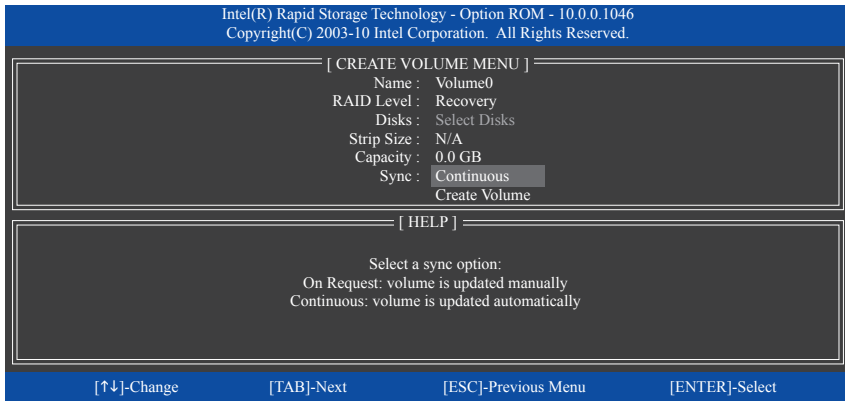 Intel(R) Rapid Storage Technology - Option ROM - 10.0.0.1046
Copyright(C) 2003-10 Intel Corporation.  All Rights Reserved.
[ CREATE VOLUME MENU ]
Name :  Volume0
RAID Level :  Recovery
Disks :  Select Disks
Strip Size :  N/A
Capacity :  0.0 GB
Sync :  Continuous
Create Volume
[ HELP ]
Select a sync option:
On Request: volume is updated manually
Continuous: volume is updated automatically
[↑↓]-Change  [TAB]-Next  [ESC]-Previous Menu  [ENTER]-Select